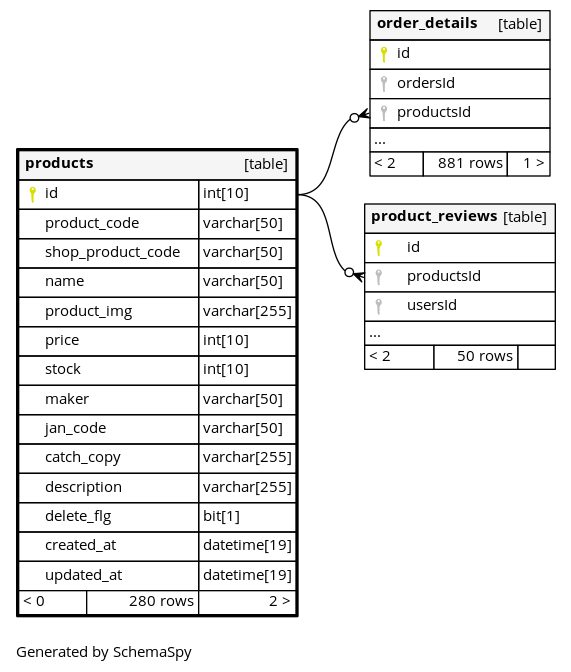 order_details [table]
id
ordersId
productsId
...
< 2 881 rows 1 >
products [table]
id int[10]
product_code varchar[50]
shop_product_code varchar[50]
name varchar[50]
product_img varchar[255]
price int[10]
stock int[10]
maker varchar[50]
jan_code varchar[50]
catch_copy varchar[255]
description varchar[255]
delete_flg bit[1]
created_at datetime[19]
updated_at datetime[19]
< 0 280 rows 2 >
product_reviews [table]
id
productsId
usersId
...
< 2 50 rows
Generated by SchemaSpy